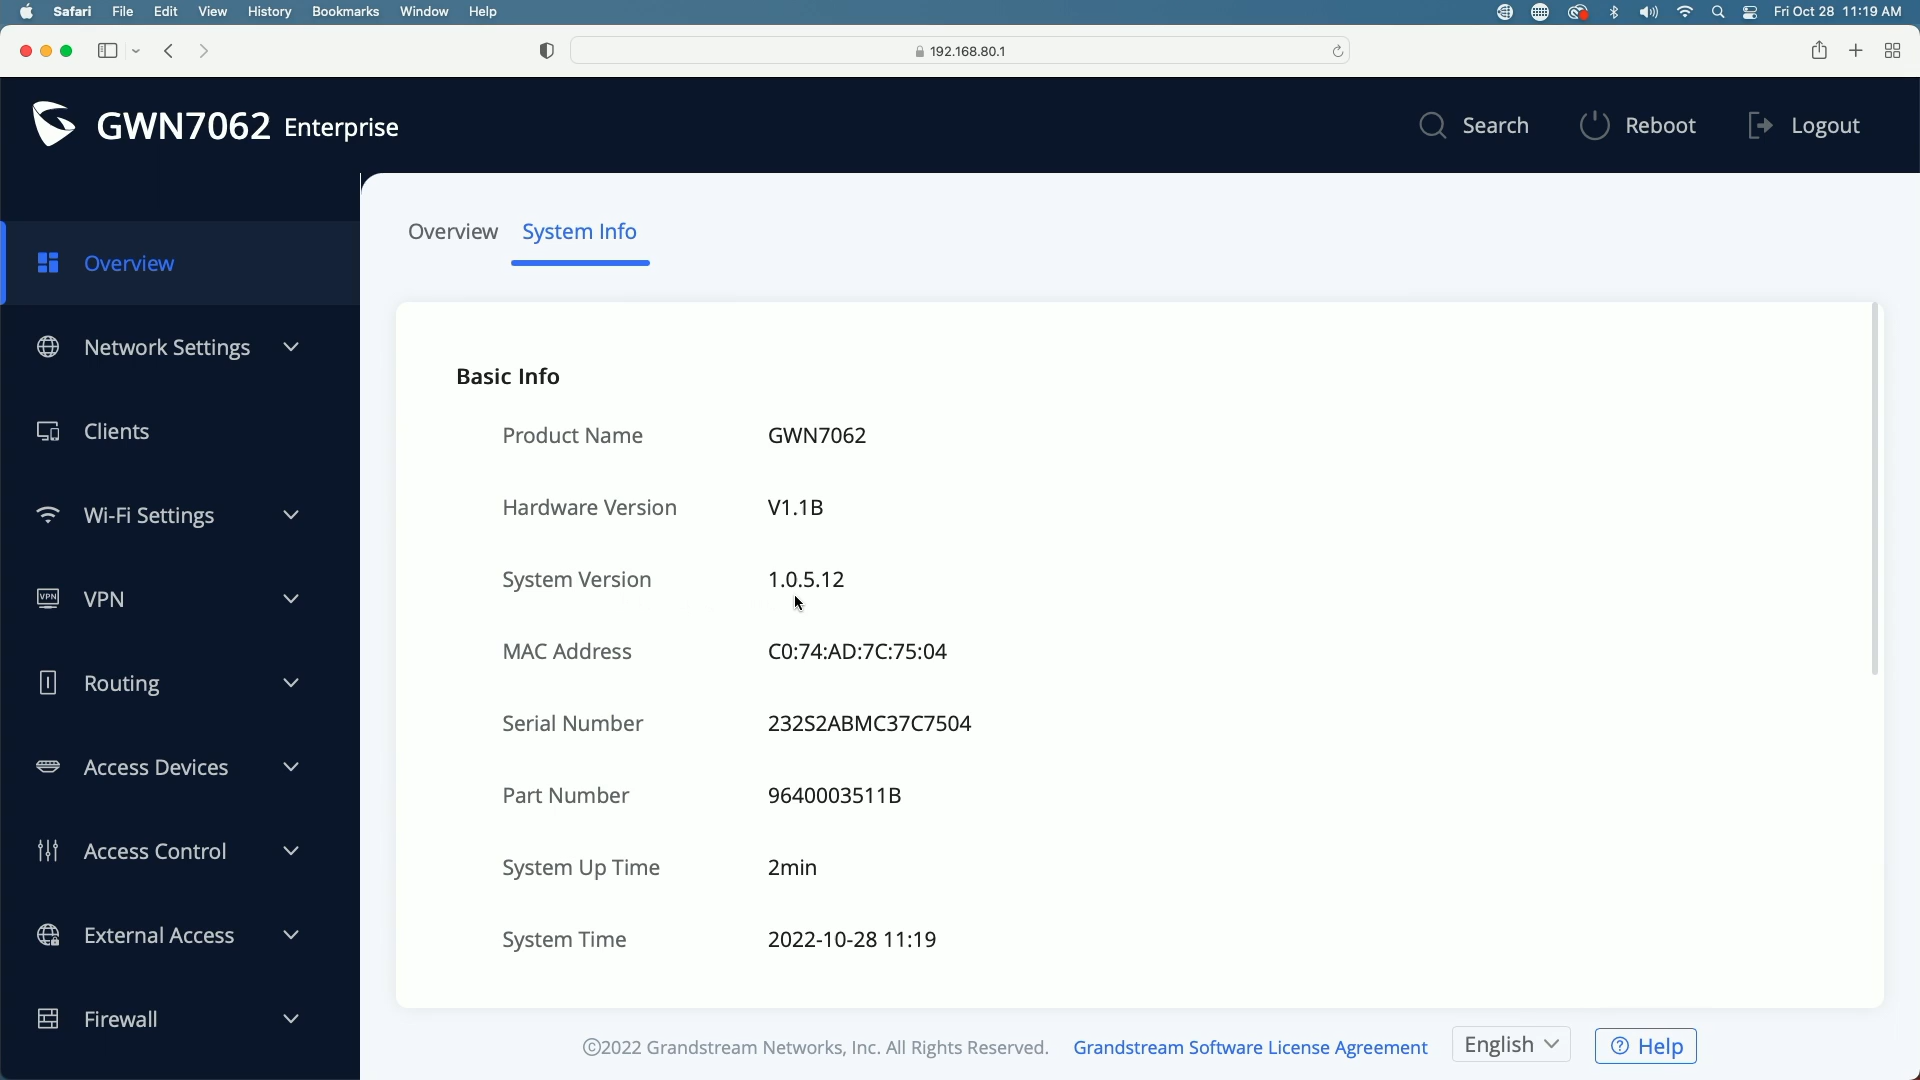 Safari File Edit View History Bookmarks Window Help Fri Oct 28 11:19 AM
192.168.80.1
GWN7062 Enterprise Search Reboot Logout
Overview System Info
Overview
Network Settings
Clients
Wi-Fi Settings
VPN VPN
Routing
Access Devices
Access Control
External Access
Firewall
Basic Info
Product Name GWN7062
Hardware Version V1.1B
System Version 1.0.5.12
MAC Address C0:74:AD:7C:75:04
Serial Number 232S2ABMC37C7504
Part Number 9640003511B
System Up Time 2min
System Time 2022-10-28 11:19
©2022 Grandstream Networks, Inc. All Rights Reserved. Grandstream Software License Agreement English Help